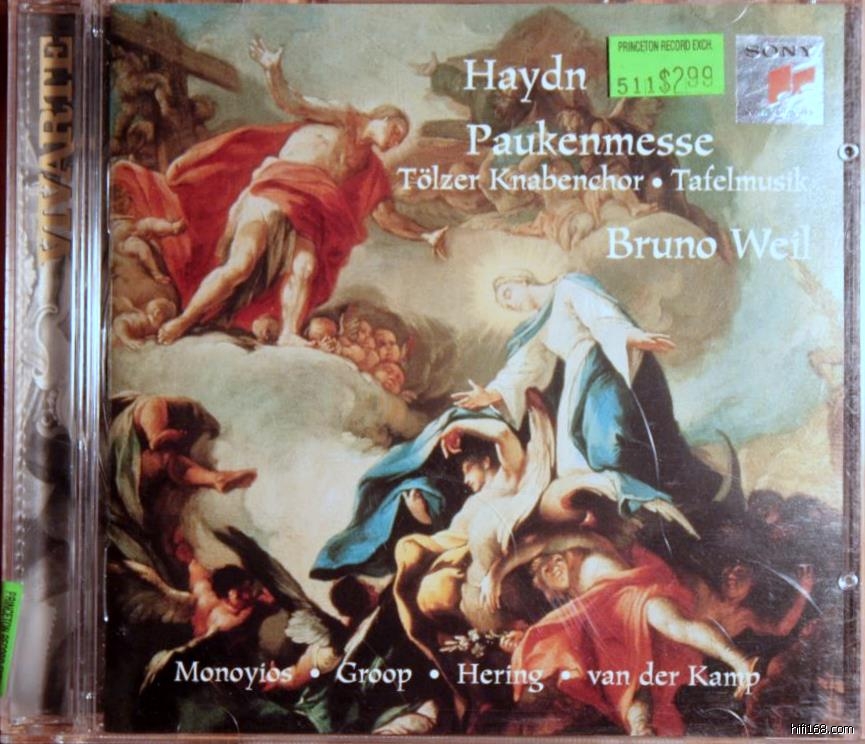 VIVARTE
PRINCETON RECORD EXCH.
511$2.99
SONY
Haydn
Paukenmesse
Tölzer Knabenchor • Tafelmusik
Bruno Weil
Monoyios • Groop • Hering • van der Kamp
hifi168.com